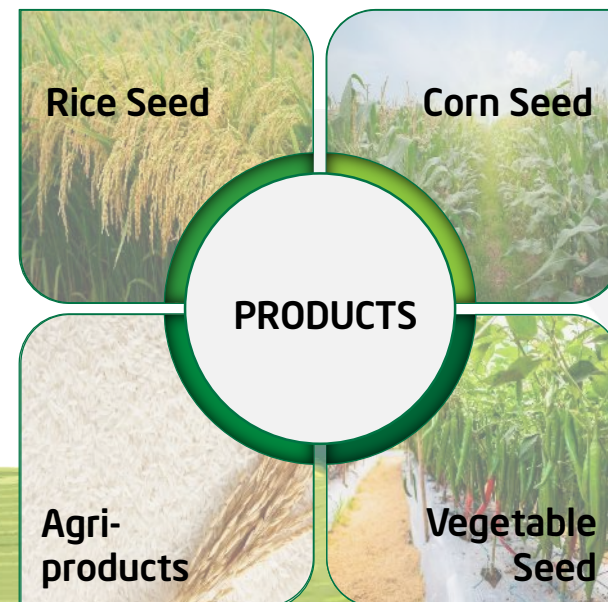 Rice Seed
Corn Seed
PRODUCTS
Agri-
products
Vegetable
Seed